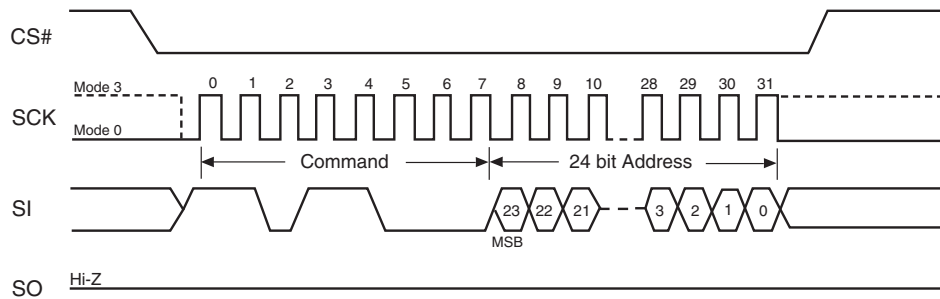 CS#
Mode 3
0 1 2 3 4 5 6 7 8 9 10 28 29 30 31
SCK
Mode 0
Command 24 bit Address
SI
23 22 21 3 2 1 0
MSB
Hi-Z
SO